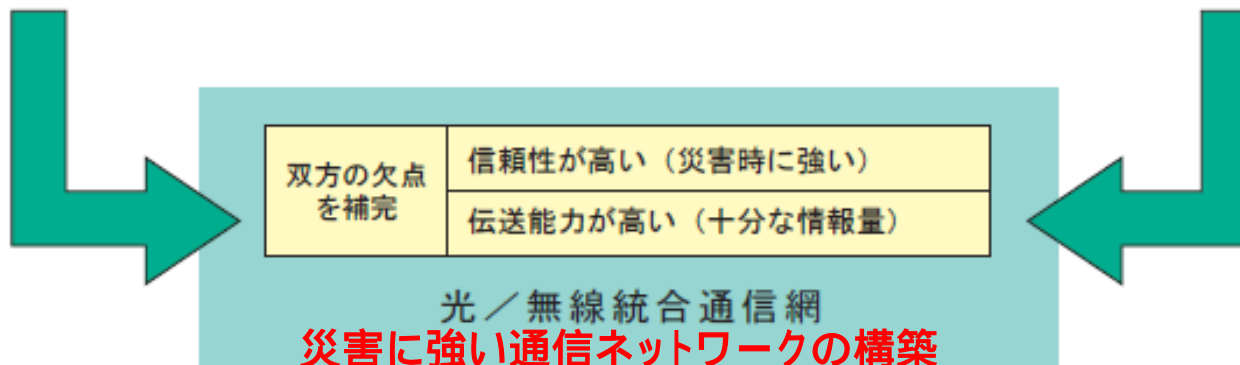 双方の欠点
を補完
信頼性が高い（災害時に強い）
伝送能力が高い（十分な情報量）
光／無線統合通信網
災害に強い通信ネットワークの構築